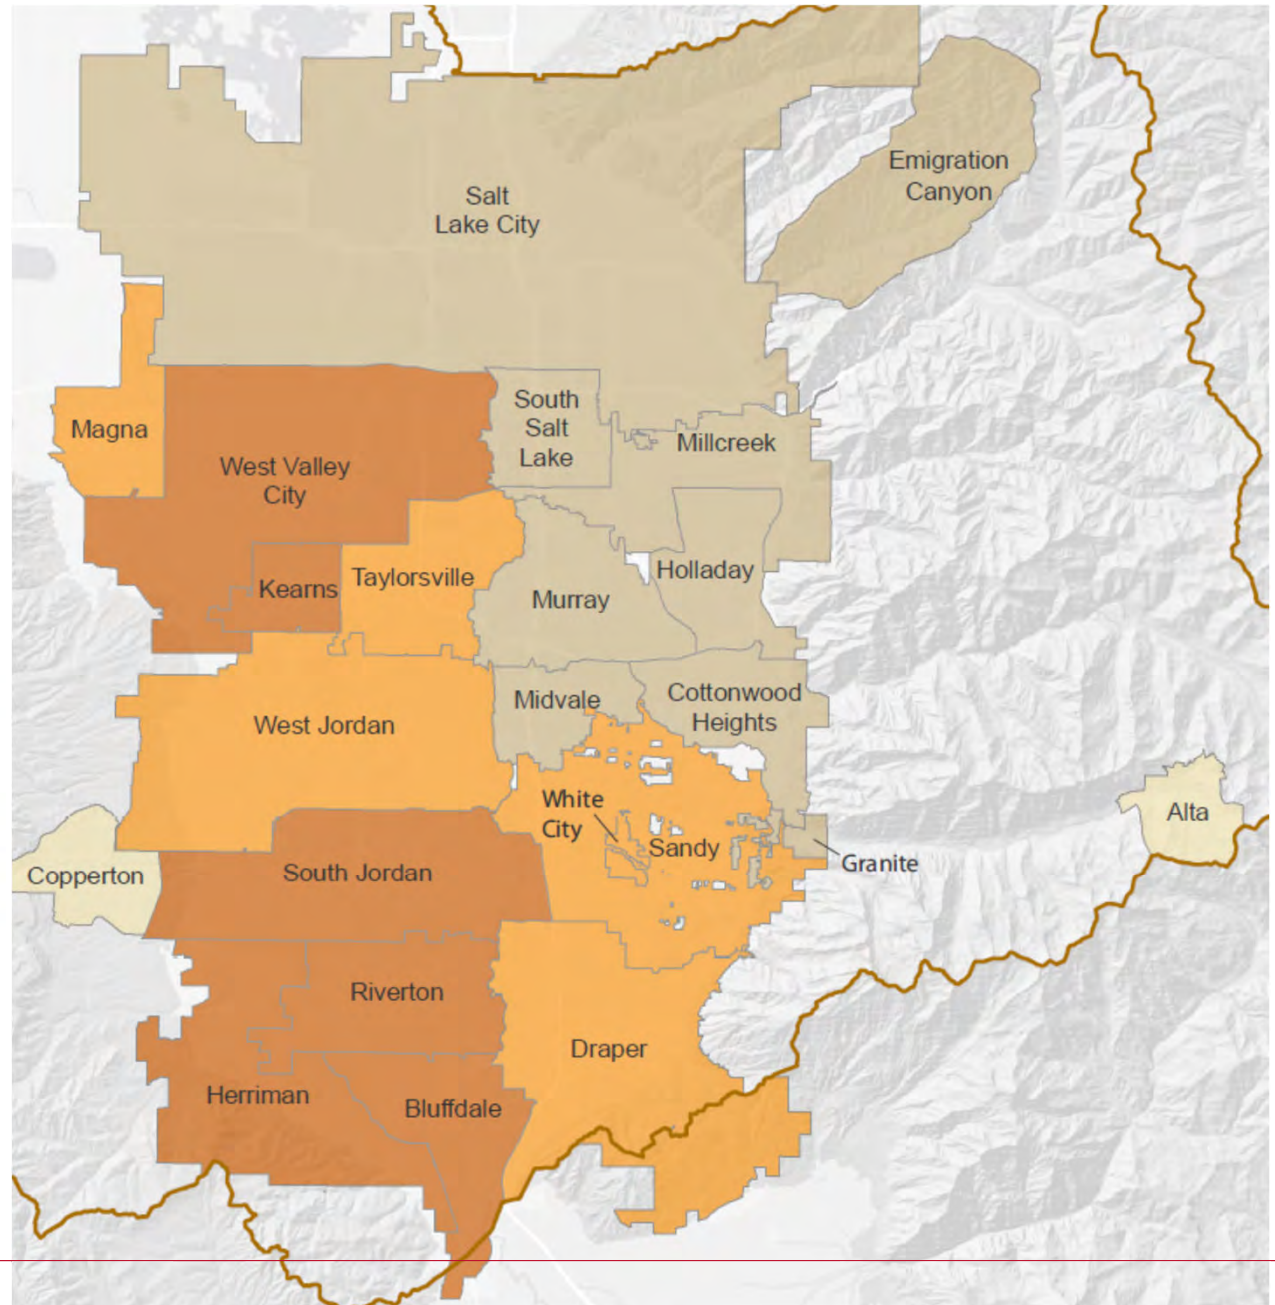 Emigration
Canyon
Salt
Lake City
South
Salt
Lake
Magna
Millcreek
West Valley
City
Holladay
Taylorsville
Kearns
Murray
Midvale
Cottonwood
Heights
West Jordan
White
City
Alta
Sandy
Granite
Copperton
South Jordan
Riverton
Draper
Herriman
Bluffdale